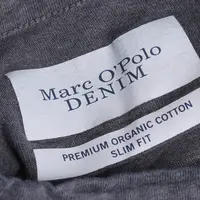 Marc O'Polo
DENIM
PREMIUM ORGANIC COTTON
SLIM FIT